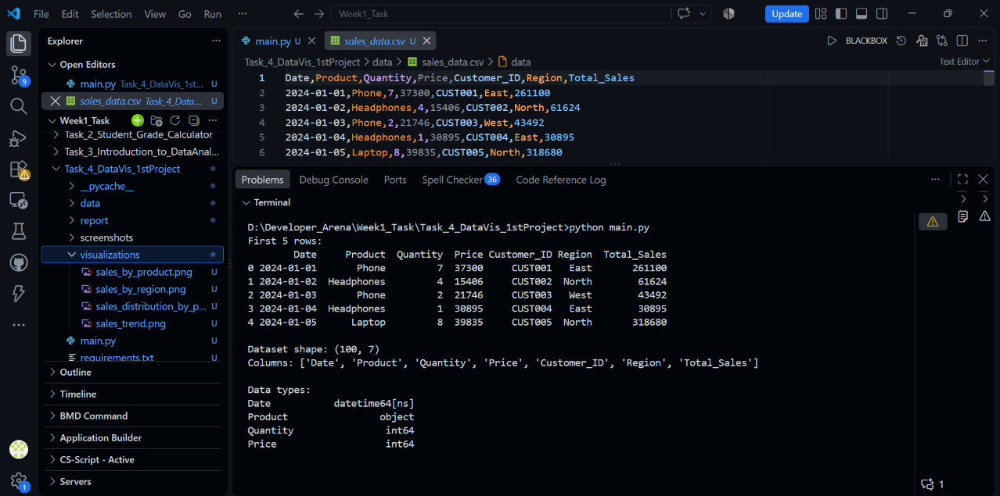 File Edit Selection View Go Run ... Week1_Task Update
Explorer
Open Editors
main.py Task_4_DataVis_1st... U
sales_data.csv Task_4_Data... U
Week1_Task
Task_2_Student_Grade_Calculator
Task_3_Introduction_to_DataAnal...
Task_4_DataVis_1stProject
__pycache__
data
report
screenshots
visualizations
sales_by_product.png U
sales_by_region.png U
sales_distribution_by_p... U
sales_trend.png U
main.py U
requirements.txt U
Outline
Timeline
BMD Command
Application Builder
CS-Script - Active
Servers
9
1
main.py U
sales_data.csv U
BLACKBOX
Task_4_DataVis_1stProject > data > sales_data.csv > data
Text Editor
1 Date,Product,Quantity,Price,Customer_ID,Region,Total_Sales
2 2024-01-01,Phone,7,37300,CUST001,East,261100
3 2024-01-02,Headphones,4,15406,CUST002,North,61624
4 2024-01-03,Phone,2,21746,CUST003,West,43492
5 2024-01-04,Headphones,1,30895,CUST004,East,30895
6 2024-01-05,Laptop,8,39835,CUST005,North,318680
Problems Debug Console Ports Spell Checker 36 Code Reference Log
Terminal
D:\Developer_Arena\Week1_Task\Task_4_DataVis_1stProject>python main.py
First 5 rows:
Date Product Quantity Price Customer_ID Region Total_Sales
0 2024-01-01 Phone 7 37300 CUST001 East 261100
1 2024-01-02 Headphones 4 15406 CUST002 North 61624
2 2024-01-03 Phone 2 21746 CUST003 West 43492
3 2024-01-04 Headphones 1 30895 CUST004 East 30895
4 2024-01-05 Laptop 8 39835 CUST005 North 318680
Dataset shape: (100, 7)
Columns: ['Date', 'Product', 'Quantity', 'Price', 'Customer_ID', 'Region', 'Total_Sales']
Data types:
Date datetime64[ns]
Product object
Quantity int64
Price int64
1